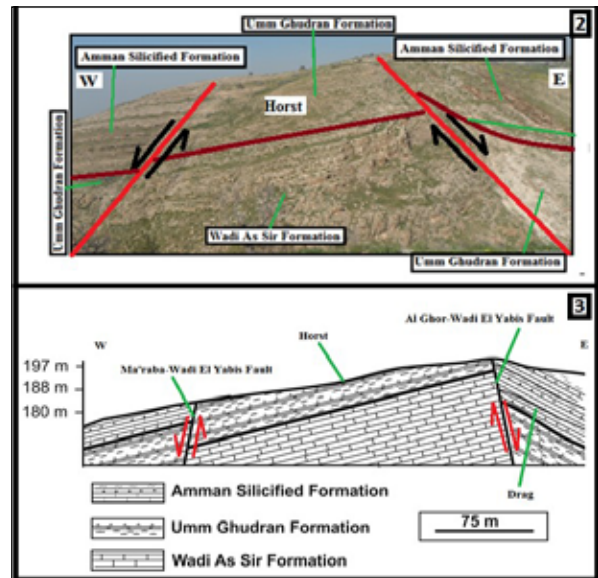 Umm Ghudran Formation
2
Amman Silicified Formation
Amman Silicified Formation
W
E
Horst
Umm Ghudran Formation
Wadi As Sir Formation
Umm Ghudran Formation
3
Al Ghor-Wadi El Yabis Fault
W
Horst
E
Ma'raba-Wadi El Yabis Fault
197 m
188 m
180 m
Drag
Amman Silicified Formation
Umm Ghudran Formation
Wadi As Sir Formation
75 m